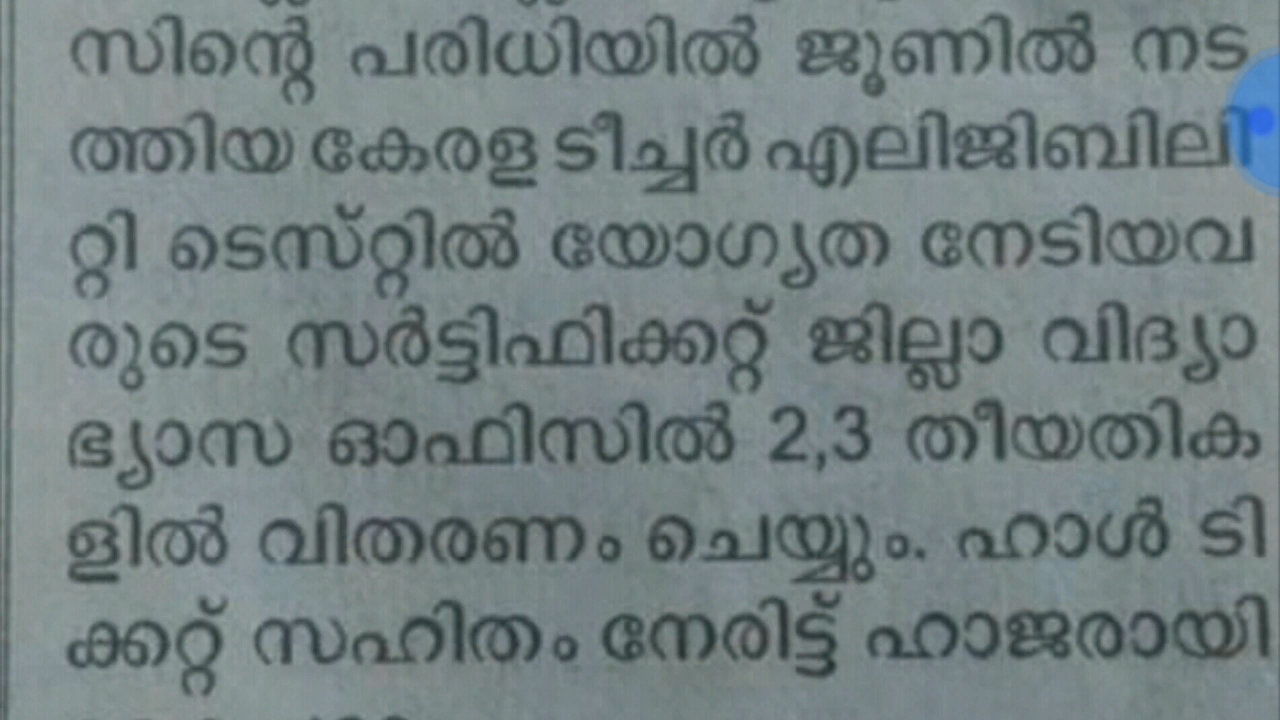 സിന്റെ പരിധിയിൽ ജൂണിൽ നട
ത്തിയ കേരള ടീച്ചർ എലിജിബിലി
റ്റി ടെസ്റ്റിൽ യോഗ്യത നേടിയവ
രുടെ സർട്ടിഫിക്കറ്റ് ജില്ലാ വിദ്യാ
ഭ്യാസ ഓഫിസിൽ 2,3 തീയതിക
ളിൽ വിതരണം ചെയ്യും. ഹാൾ ടി
ക്കറ്റ് സഹിതം നേരിട്ട് ഹാജരായി